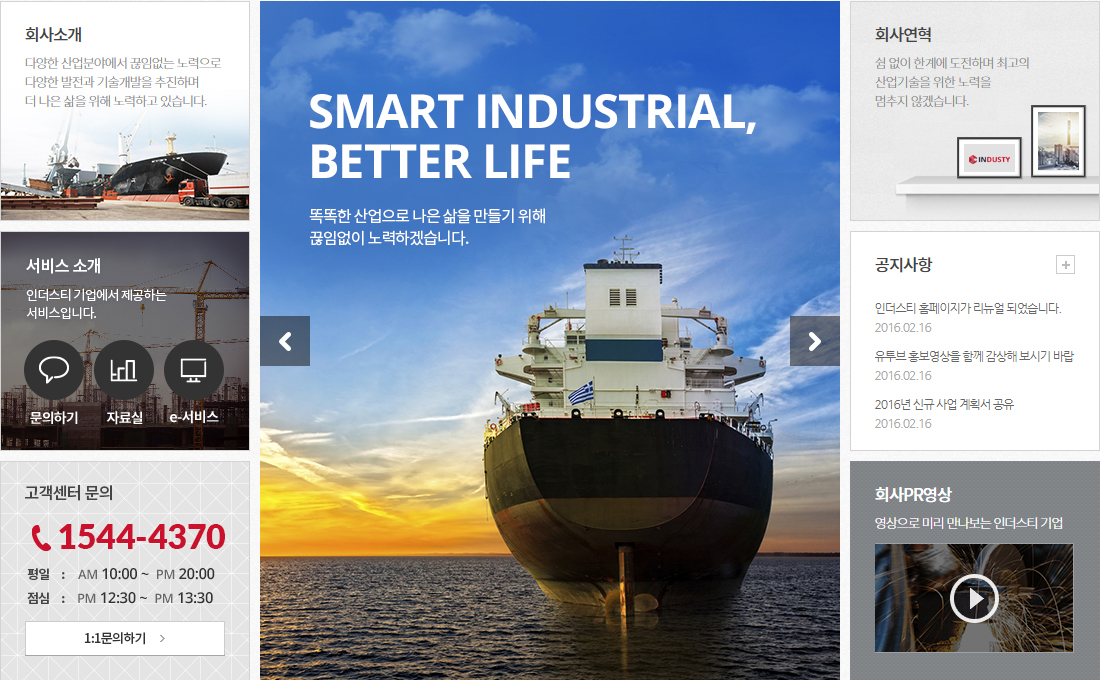 회사소개
다양한 산업분야에서 끊임없는 노력으로
다양한 발전과 기술개발을 추진하며
더 나은 삶을 위해 노력하고 있습니다.
서비스 소개
인더스티 기업에서 제공하는
서비스입니다.
문의하기
자료실
e-서비스
고객센터 문의
1544-4370
평일 : AM 10:00 ~ PM 20:00
점심 : PM 12:30 ~ PM 13:30
1:1문의하기 >
SMART INDUSTRIAL,
BETTER LIFE
똑똑한 산업으로 나은 삶을 만들기 위해
끊임없이 노력하겠습니다.
회사연혁
쉼 없이 한계에 도전하며 최고의
산업기술을 위한 노력을
멈추지 않겠습니다.
INDUSTY
공지사항
인더스티 홈페이지가 리뉴얼 되었습니다.
2016.02.16
유투브 홍보영상을 함께 감상해 보시기 바랍
2016.02.16
2016년 신규 사업 계획서 공유
2016.02.16
회사PR영상
영상으로 미리 만나보는 인더스티 기업